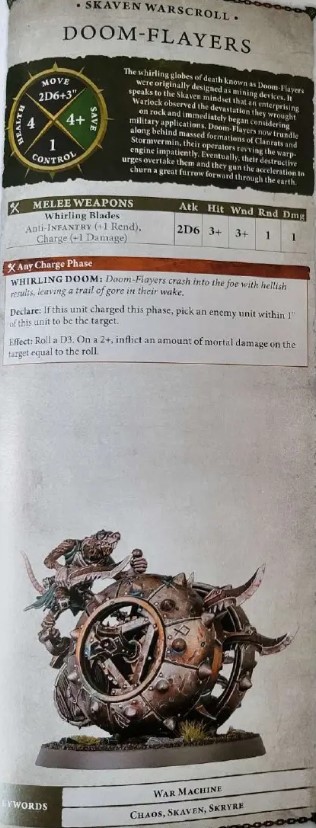 • SKAVEN WARSCROLL •
DOOM-FLAYERS
MOVE
2D6+3"
HEALTH
4
4+
SAVE
1
CONTROL
The whirling globes of death known as Doom-Flayers
were originally designed as mining devices. It
speaks to the Skaven mindset that an enterprising
Warlock observed the devastation they wrought
on rock and immediately began considering
military applications. Doom-Flayers now trundle
along behind massed formations of Clanrats and
Stormvermin, their operators revving the warp-
engine impatiently. Eventually, their destructive
urges overtake them and they gun the acceleration to
churn a great furrow forward through the earth.
MELEE WEAPONS Atk Hit Wnd Rnd Dmg
Whirling Blades
Anti-INFANTRY (+1 Rend),
Charge (+1 Damage)
2D6 3+ 3+ 1 1
Any Charge Phase
WHIRLING DOOM: Doom-Flayers crash into the foe with hellish
results, leaving a trail of gore in their wake.
Declare: If this unit charged this phase, pick an enemy unit within 1"
of this unit to be the target.
Effect: Roll a D3. On a 2+, inflict an amount of mortal damage on the
target equal to the roll.
WAR MACHINE
EYWORDS
CHAOS, SKAVEN, SKRYRE